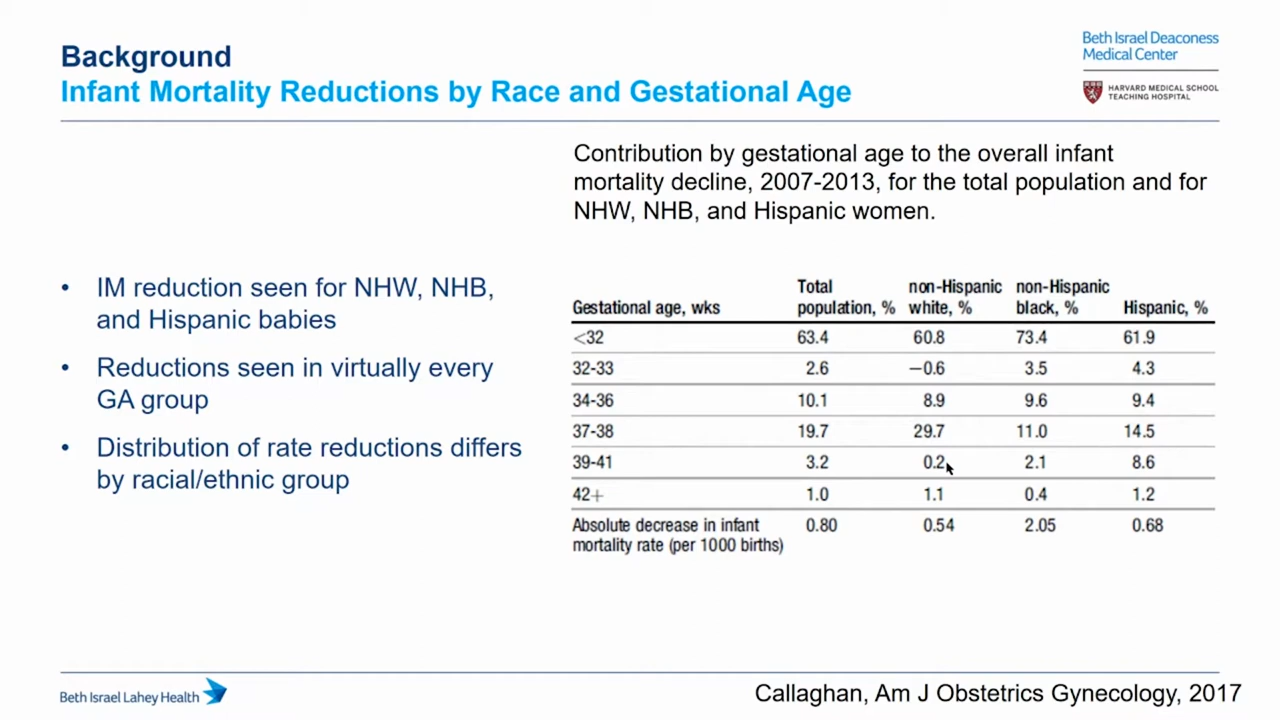 Background
Infant Mortality Reductions by Race and Gestational Age
Beth Israel Deaconess
Medical Center
HARVARD MEDICAL SCHOOL
TEACHING HOSPITAL
• IM reduction seen for NHW, NHB,
and Hispanic babies
• Reductions seen in virtually every
GA group
• Distribution of rate reductions differs
by racial/ethnic group
Contribution by gestational age to the overall infant
mortality decline, 2007-2013, for the total population and for
NHW, NHB, and Hispanic women.
Total non-Hispanic non-Hispanic
Gestational age, wks population, % white, % black, % Hispanic, %
<32 63.4 60.8 73.4 61.9
32-33 2.6 −0.6 3.5 4.3
34-36 10.1 8.9 9.6 9.4
37-38 19.7 29.7 11.0 14.5
39-41 3.2 0.2 2.1 8.6
42+ 1.0 1.1 0.4 1.2
Absolute decrease in infant 0.80 0.54 2.05 0.68
mortality rate (per 1000 births)
Beth Israel Lahey Health
Callaghan, Am J Obstetrics Gynecology, 2017